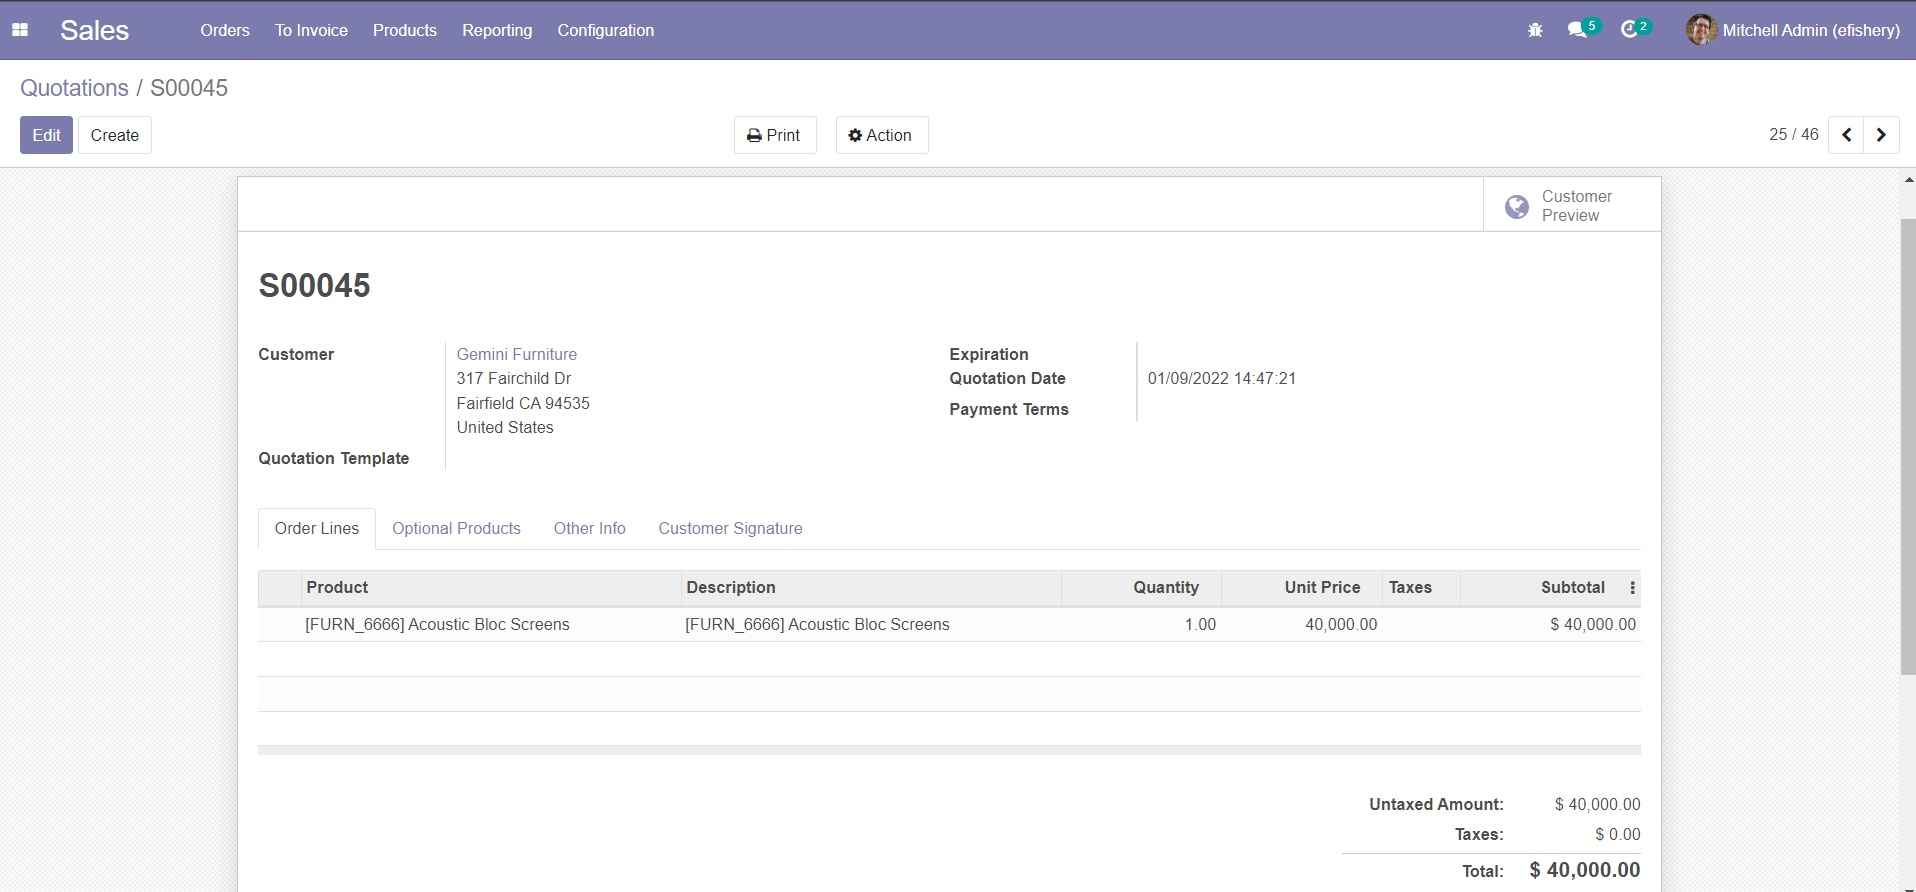 Sales Orders To Invoice Products Reporting Configuration 5 2 Mitchell Admin (efishery)
Quotations / S00045
Edit Create Print Action 25 / 46
Customer
Preview
S00045
Customer Gemini Furniture Expiration
317 Fairchild Dr Quotation Date 01/09/2022 14:47:21
Fairfield CA 94535 Payment Terms
United States
Quotation Template
Order Lines Optional Products Other Info Customer Signature
Product Description Quantity Unit Price Taxes Subtotal
[FURN_6666] Acoustic Bloc Screens [FURN_6666] Acoustic Bloc Screens 1.00 40,000.00 $ 40,000.00
Untaxed Amount: $ 40,000.00
Taxes: $ 0.00
Total: $ 40,000.00